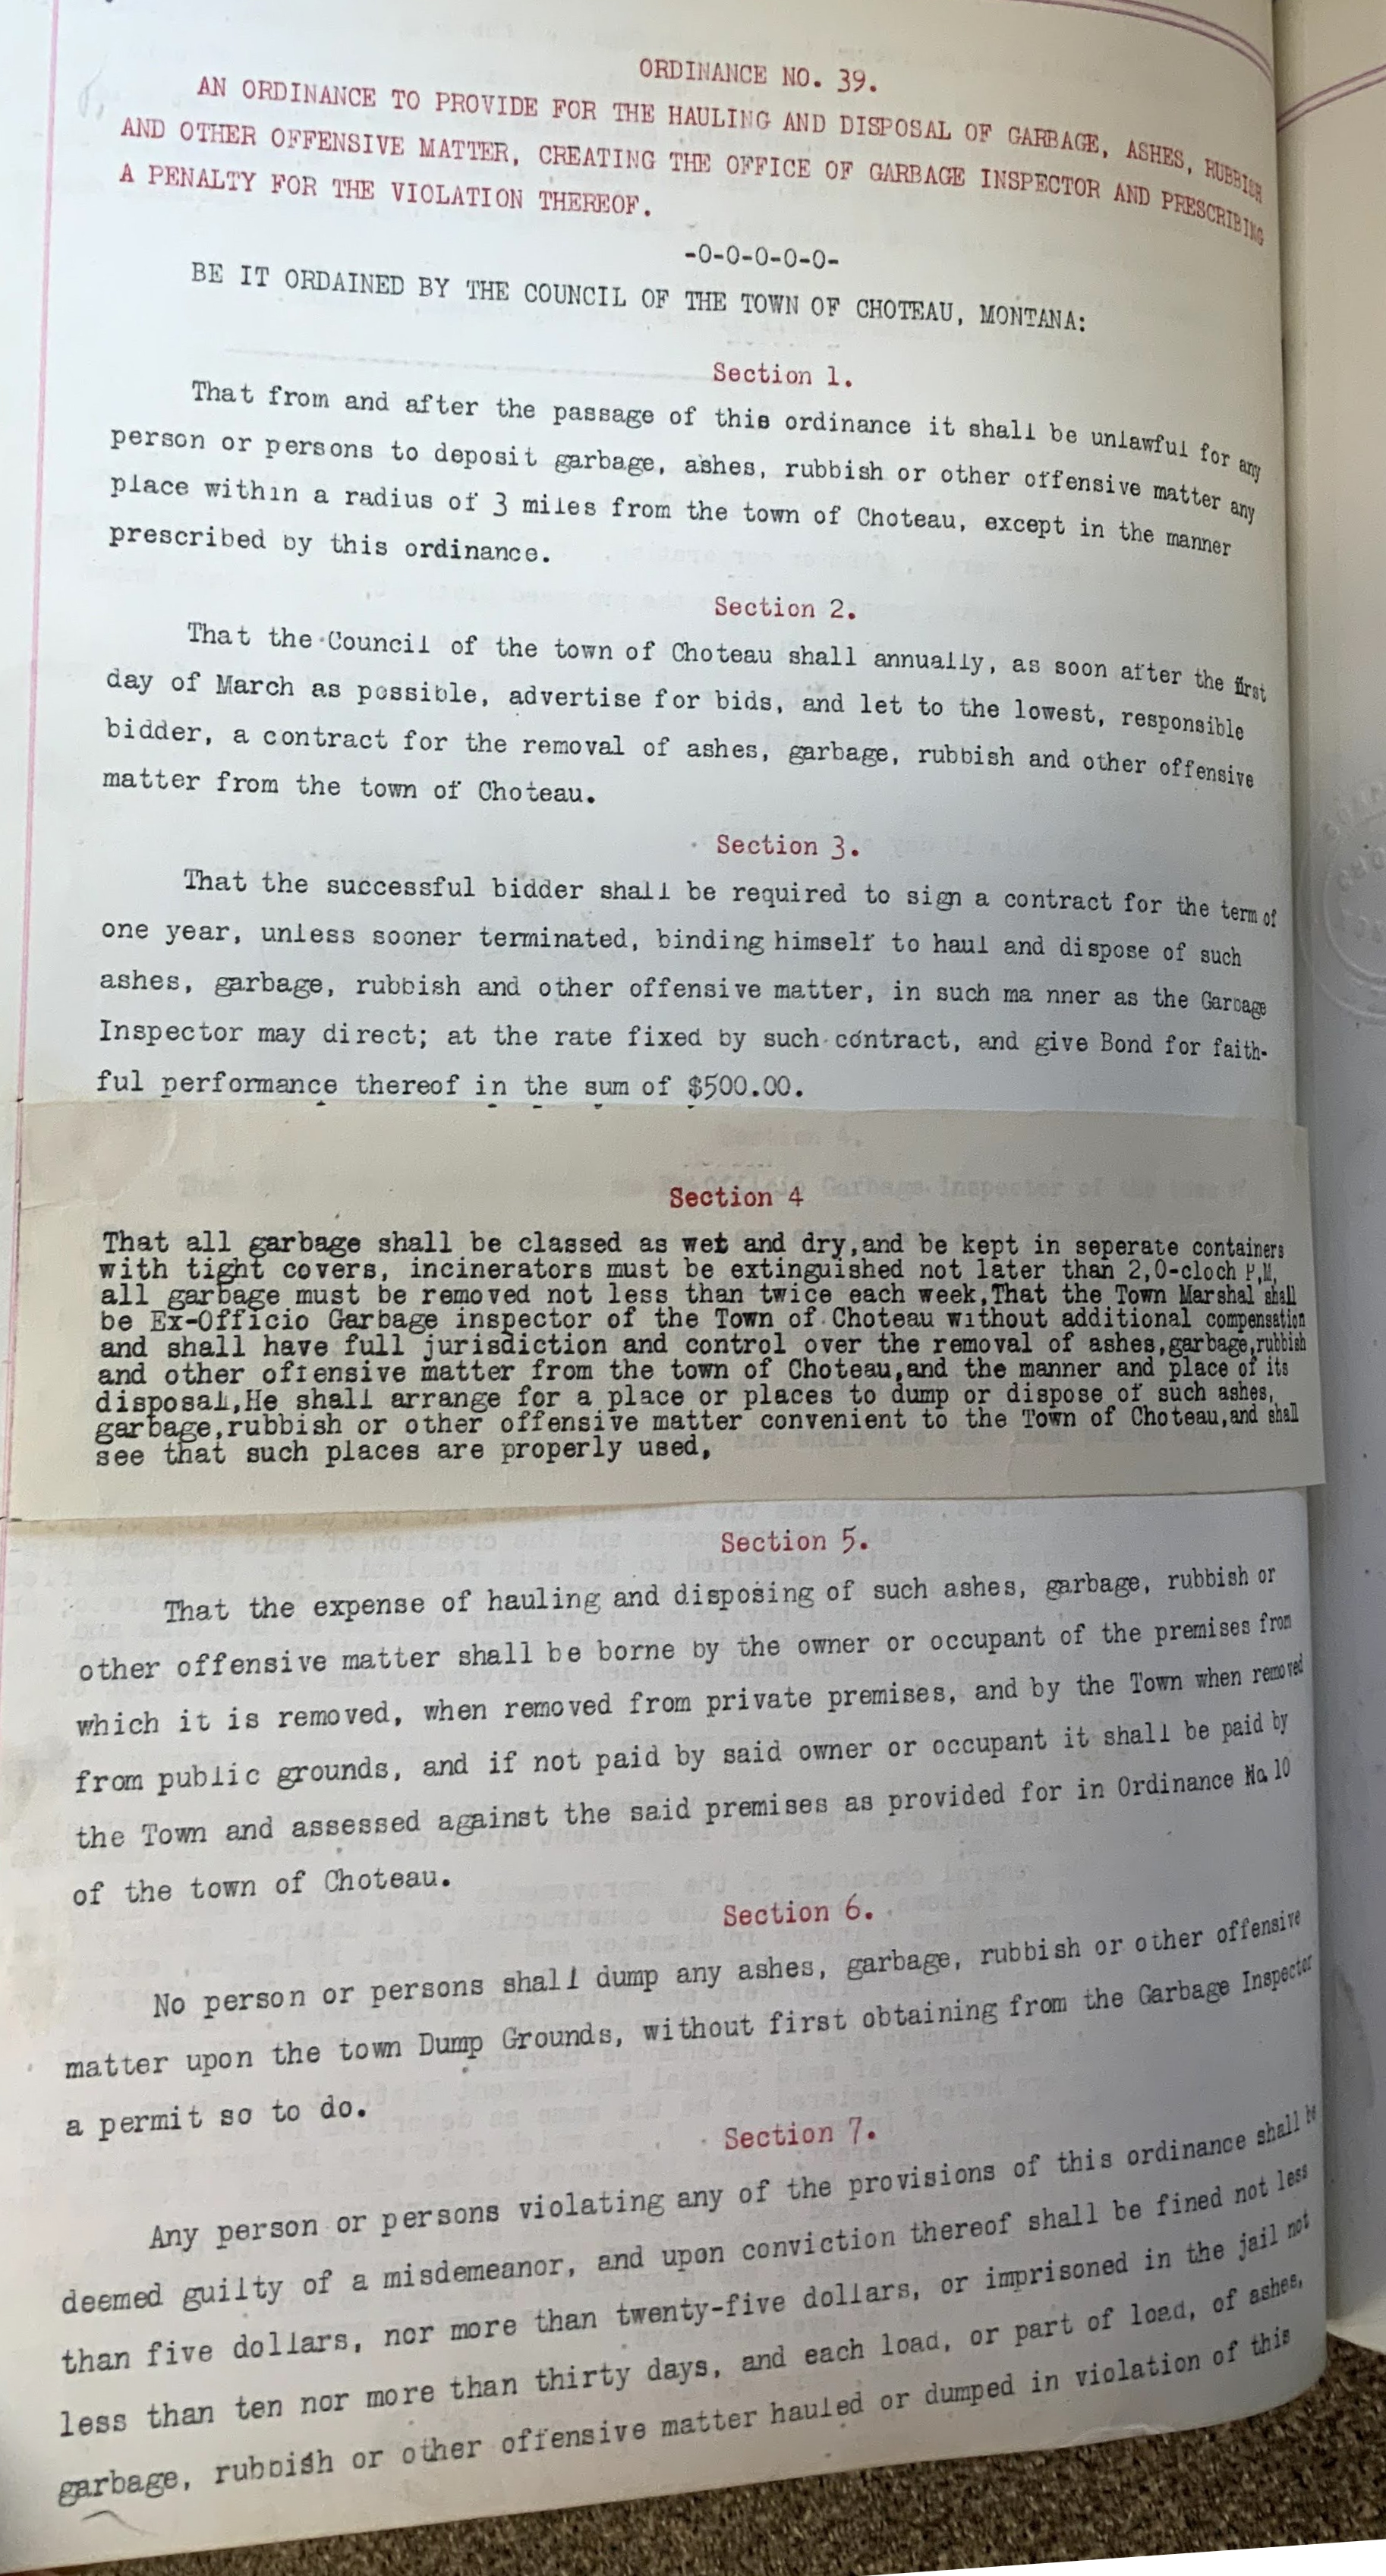 ORDINANCE NO. 39.
AN ORDINANCE TO PROVIDE FOR THE HAULING AND DISPOSAL OF GARBAGE, ASHES, RUBBISH
AND OTHER OFFENSIVE MATTER, CREATING THE OFFICE OF GARBAGE INSPECTOR AND PRESCRIBING
A PENALTY FOR THE VIOLATION THEREOF.
-0-0-0-0-0-
BE IT ORDAINED BY THE COUNCIL OF THE TOWN OF CHOTEAU, MONTANA:
Section 1.
That from and after the passage of this ordinance it shall be unlawful for any
person or persons to deposit garbage, ashes, rubbish or other offensive matter any
place within a radius of 3 miles from the town of Choteau, except in the manner
prescribed by this ordinance.
Section 2.
That the Council of the town of Choteau shall annually, as soon after the first
day of March as possible, advertise for bids, and let to the lowest, responsible
bidder, a contract for the removal of ashes, garbage, rubbish and other offensive
matter from the town of Choteau.
Section 3.
That the successful bidder shall be required to sign a contract for the term of
one year, unless sooner terminated, binding himself to haul and dispose of such
ashes, garbage, rubbish and other offensive matter, in such ma nner as the Garbage
Inspector may direct; at the rate fixed by such contract, and give Bond for faith-
ful performance thereof in the sum of $500.00.
Section 4
That all garbage shall be classed as wet and dry,and be kept in seperate containers
with tight covers, incinerators must be extinguished not later than 2,0-cloch P,M,
all garbage must be removed not less than twice each week,That the Town Marshal shall
be Ex-Officio Garbage inspector of the Town of Choteau without additional compensation
and shall have full jurisdiction and control over the removal of ashes,garbage,rubbish
and other offensive matter from the town of Choteau,and the manner and place of its
disposal,He shall arrange for a place or places to dump or dispose of such ashes,
garbage,rubbish or other offensive matter convenient to the Town of Choteau,and shall
see that such places are properly used,
Section 5.
That the expense of hauling and disposing of such ashes, garbage, rubbish or
other offensive matter shall be borne by the owner or occupant of the premises from
which it is removed, when removed from private premises, and by the Town when removed
from public grounds, and if not paid by said owner or occupant it shall be paid by
the Town and assessed against the said premises as provided for in Ordinance No. 10
of the town of Choteau.
Section 6.
No person or persons shall dump any ashes, garbage, rubbish or other offensive
matter upon the town Dump Grounds, without first obtaining from the Garbage Inspector
a permit so to do.
Section 7.
Any person or persons violating any of the provisions of this ordinance shall be
deemed guilty of a misdemeanor, and upon conviction thereof shall be fined not less
than five dollars, nor more than twenty-five dollars, or imprisoned in the jail not
less than ten nor more than thirty days, and each load, or part of load, of ashes,
garbage, rubbish or other offensive matter hauled or dumped in violation of this